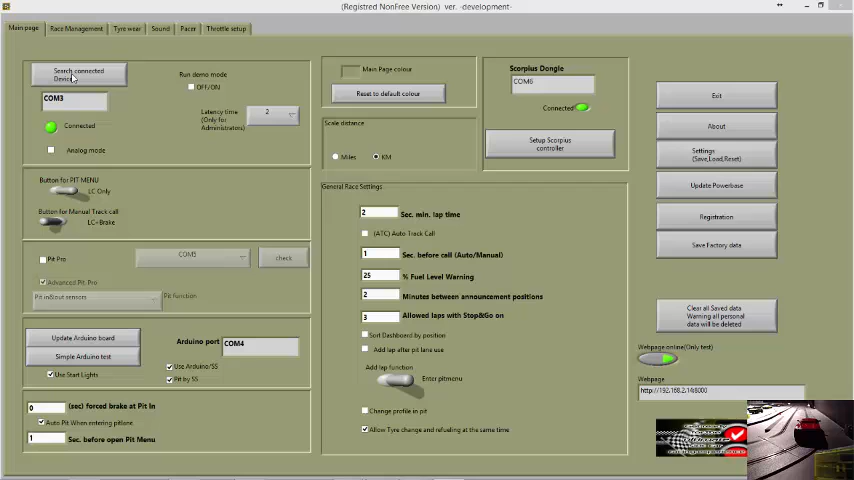 (Registred NonFree Version) ver. -development-
Main page
Race Management
Tyre wear
Sound
Pacer
Throttle setup
Search connected
Device
COM3
Connected
Analog mode
Run demo mode
OFF/ON
Latency time
(Only for
Administrators)
2
Main Page colour
Reset to default colour
Scale distance
Miles
KM
Scorpius Dongle
COM6
Connected
Setup Scorpius
controller
Exit
About
Settings
(Save,Load,Reset)
Update Powerbase
Registration
Save Factory data
Clear all Saved data
Warning all personal
data will be deleted
Webpage online(Only test)
Webpage
http://192.168.2.14:8000
Button for PIT MENU
LC Only
Button for Manual Track call
LC+Brake
Pit Pro
COM5
check
Advanced Pit Pro
Pit in&out sensors
Pit function
Update Arduino board
Simple Arduino test
Use Start Lights
Arduino port
COM4
Use Arduino/SS
Pit by SS
0
(sec) forced brake at Pit In
Auto Pit When entering pitlane
1
Sec. before open Pit Menu
General Race Settings
2
Sec. min. lap time
(ATC) Auto Track Call
1
Sec. before call (Auto/Manual)
25
% Fuel Level Warning
2
Minutes between announcement positions
3
Allowed laps with Stop&Go on
Sort Dashboard by position
Add lap after pit lane use
Add lap function
Enter pitmenu
Change profile in pit
Allow Tyre change and refueling at the same time